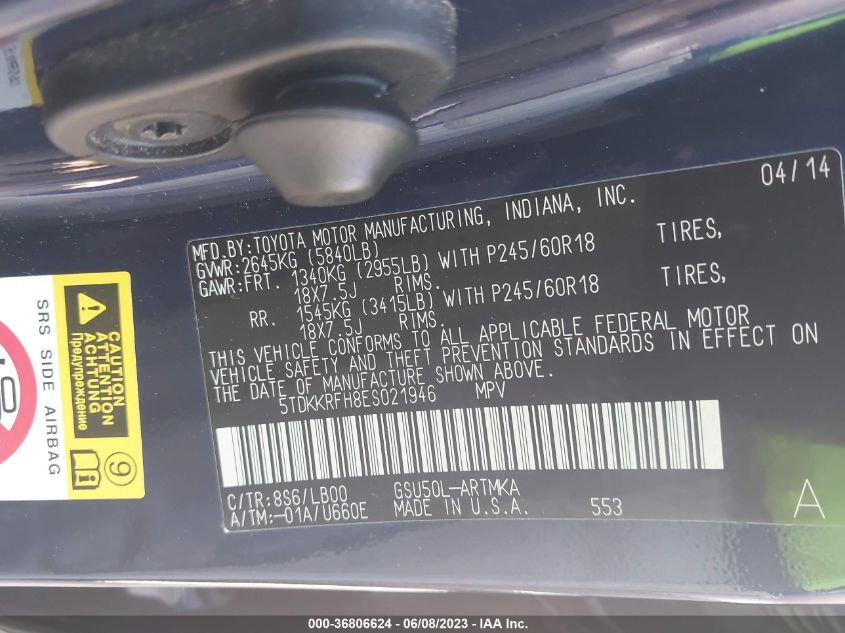 04/14
MFD.BY:TOYOTA MOTOR MANUFACTURING, INDIANA, INC.
GVWR:2645KG (5840LB)
GAWR:FRT. 1340KG (2955LB) WITH P245/60R18 TIRES,
18X7.5J RIMS.
RR. 1545KG (3415LB) WITH P245/60R18 TIRES,
18X7.5J RIMS.
THIS VEHICLE CONFORMS TO ALL APPLICABLE FEDERAL MOTOR
VEHICLE SAFETY AND THEFT PREVENTION STANDARDS IN EFFECT ON
THE DATE OF MANUFACTURE SHOWN ABOVE.
5TDKKRFH8ES021946 MPV
C/TR:8S6/LB00 GSU50L-ARTMKA
A/TM:-01A/U660E MADE IN U.S.A. 553
A
SRS SIDE AIRBAG
CAUTION
ATTENTION
ACHTUNG
Предупреждение
9
000-36806624 - 06/08/2023 - IAA Inc.